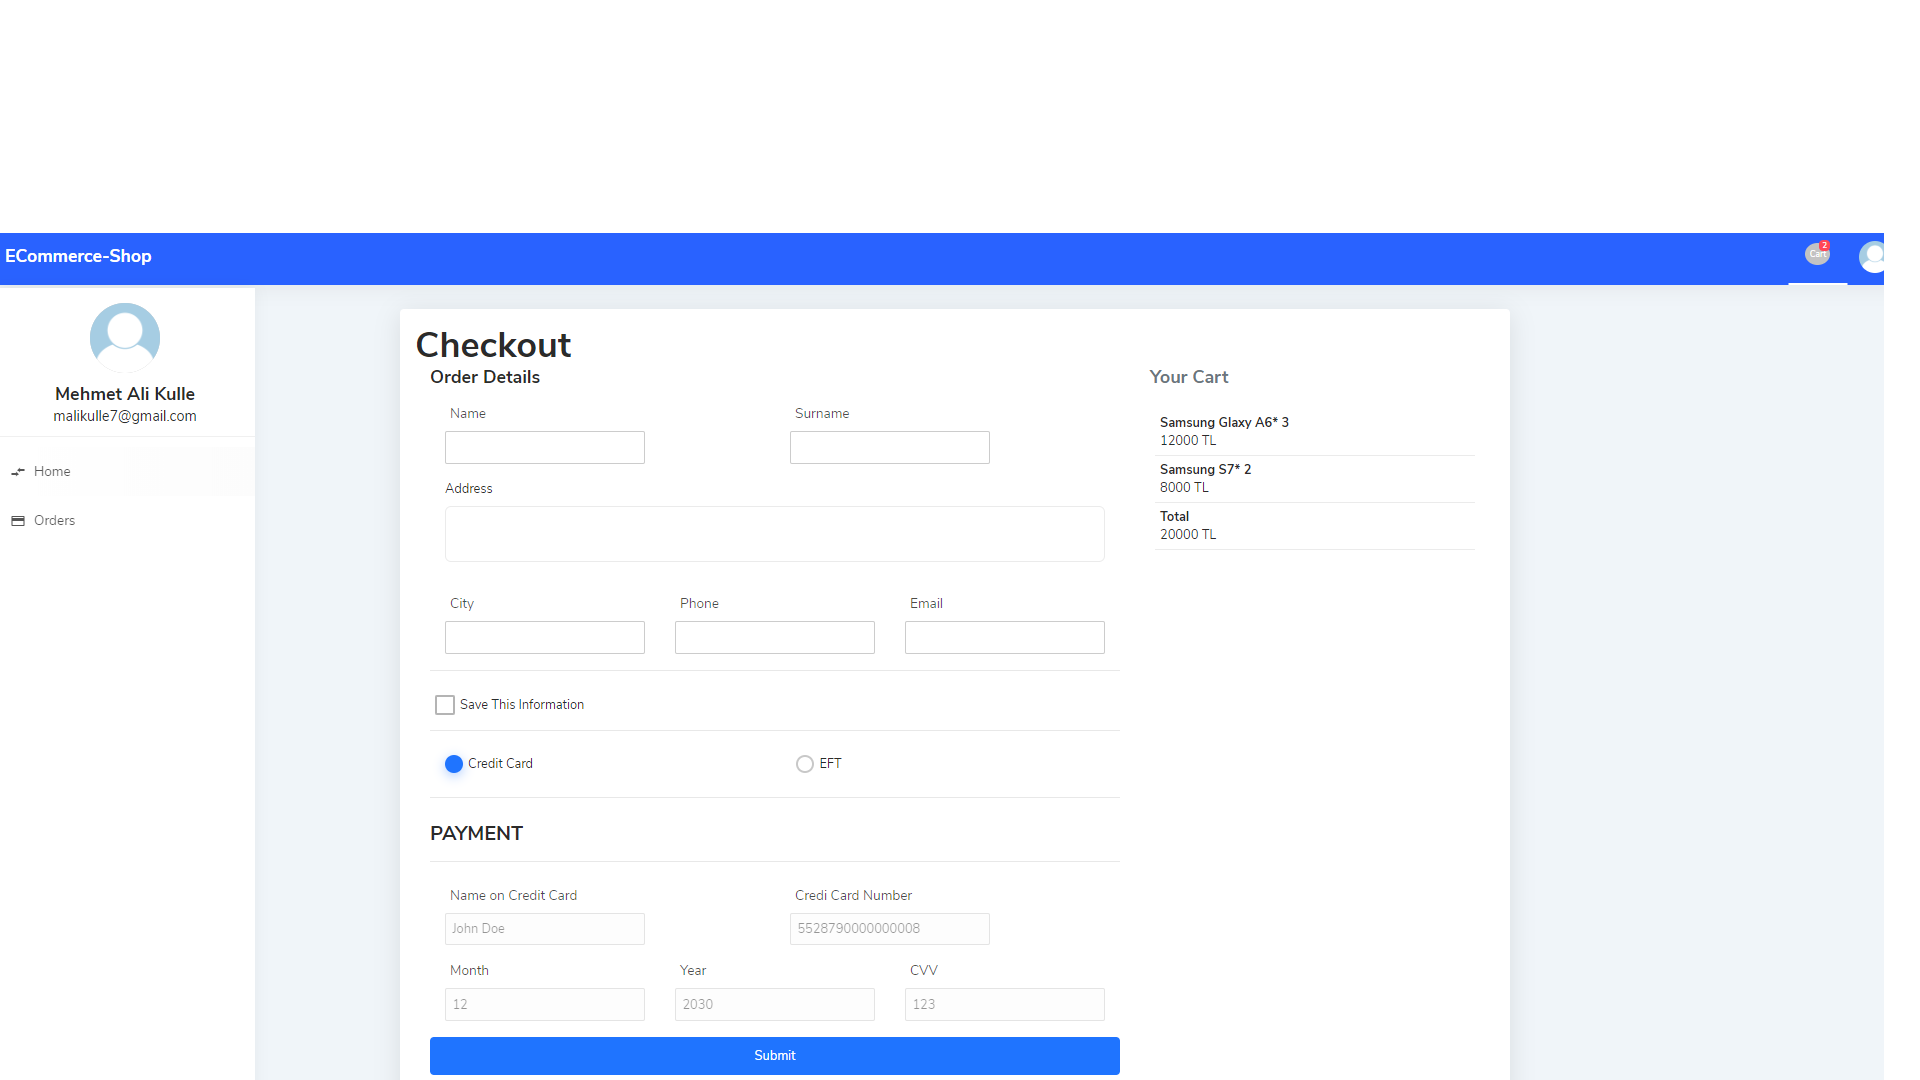 ECommerce-Shop
Cart
2
Mehmet Ali Kulle
malikulle7@gmail.com
Home
Orders
Checkout
Order Details
Name
Surname
Address
City
Phone
Email
Save This Information
Credit Card
EFT
PAYMENT
Name on Credit Card
Credi Card Number
John Doe
5528790000000008
Month
Year
CVV
12
2030
123
Submit
Your Cart
Samsung Glaxy A6* 3
12000 TL
Samsung S7* 2
8000 TL
Total
20000 TL